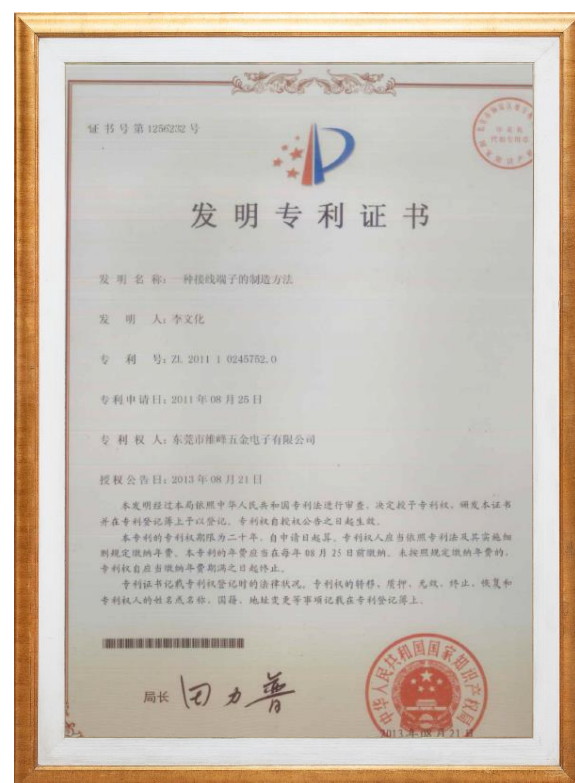 证书号第1256232号
发明专利证书
发 明 名 称：一种接线端子的制造方法
发 明 人：李文化
专 利 号：ZL 2011 1 0245752.0
专利申请日：2011年08月25日
专 利 权 人：东莞市维峰五金电子有限公司
授权公告日：2013年08月21日
本发明经过本局依照中华人民共和国专利法进行审查，决定授予专利权，颁发本证书
并在专利登记簿上予以登记。专利权自授权公告之日起生效。
本专利的专利权期限为二十年，自申请日起算。专利权人应当依照专利法及其实施细
则规定缴纳年费。本专利的年费应当在每年08月25日前缴纳。未按照规定缴纳年费的，
专利权自应当缴纳年费期满之日起终止。
专利证书记载专利权登记时的法律状况。专利权的转移、质押、无效、终止、恢复和
专利权人的姓名或名称、国籍、地址变更等事项记载在专利登记簿上。
局长 田力普
中华人民共和国国家知识产权局
2013年08月21日